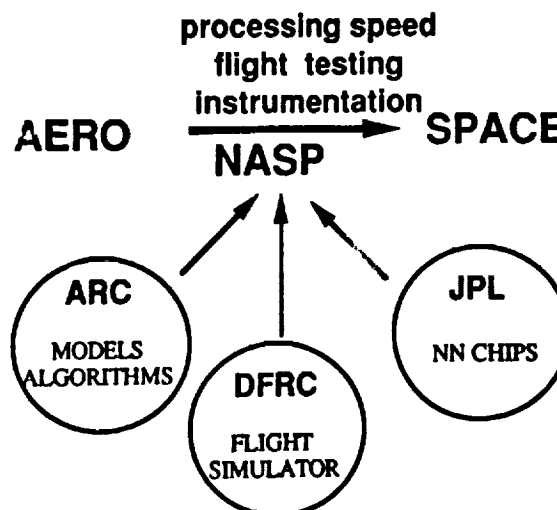 processing speed
flight testing
instrumentation
AERO
SPACE
NASP
ARC
MODELS
ALGORITHMS
DFRC
FLIGHT
SIMULATOR
JPL
NN CHIPS